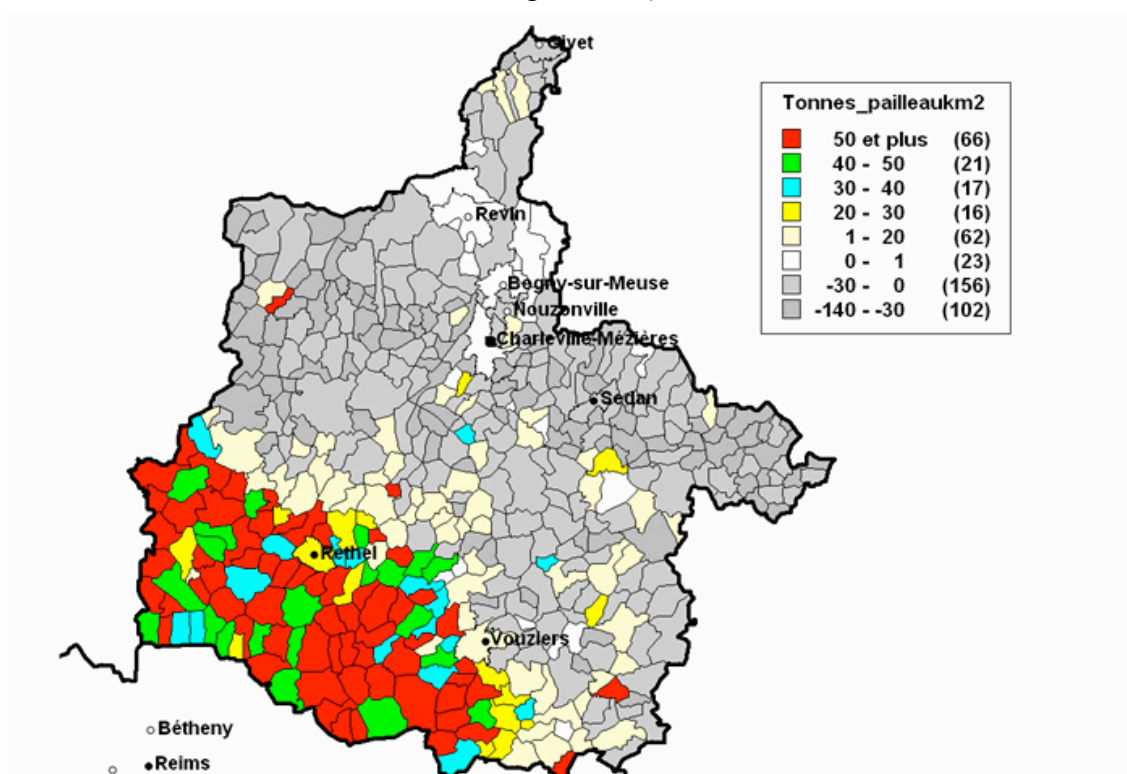 Givet
Tonnes_pailleaukm2
50 et plus (66)
40 - 50 (21)
30 - 40 (17)
20 - 30 (16)
1 - 20 (62)
0 - 1 (23)
-30 - 0 (156)
-140 - -30 (102)
Revin
Bogny-sur-Meuse
Nouzonville
Charleville-Mézières
Sedan
Rethel
Vouziers
Bétheny
Reims